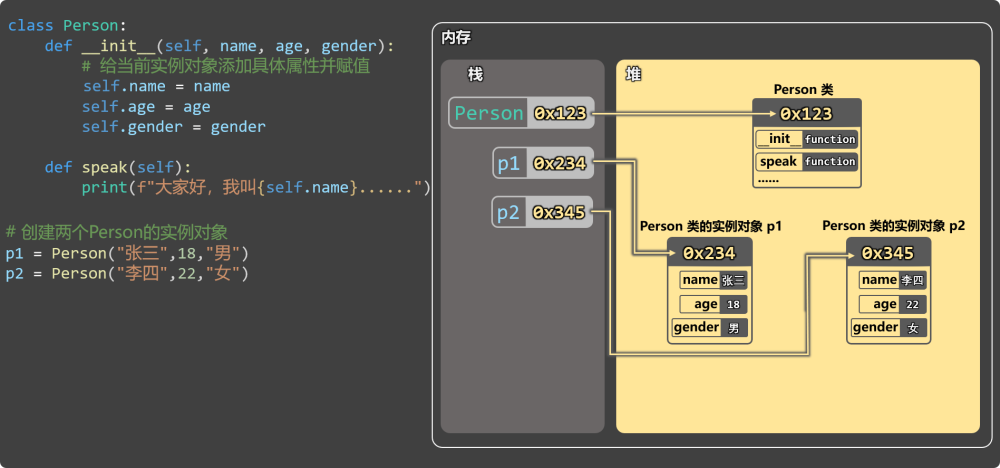 class Person:
    def __init__(self, name, age, gender):
        # 给当前实例对象添加具体属性并赋值
        self.name = name
        self.age = age
        self.gender = gender
    def speak(self):
        print(f"大家好，我叫{self.name}......")
# 创建两个Person的实例对象
p1 = Person("张三",18,"男")
p2 = Person("李四",22,"女")
内存
栈
Person 0x123
p1 0x234
p2 0x345
堆
Person 类
0x123
__init__ function
speak function
......
Person 类的实例对象 p1
0x234
name 张三
age 18
gender 男
Person 类的实例对象 p2
0x345
name 李四
age 22
gender 女